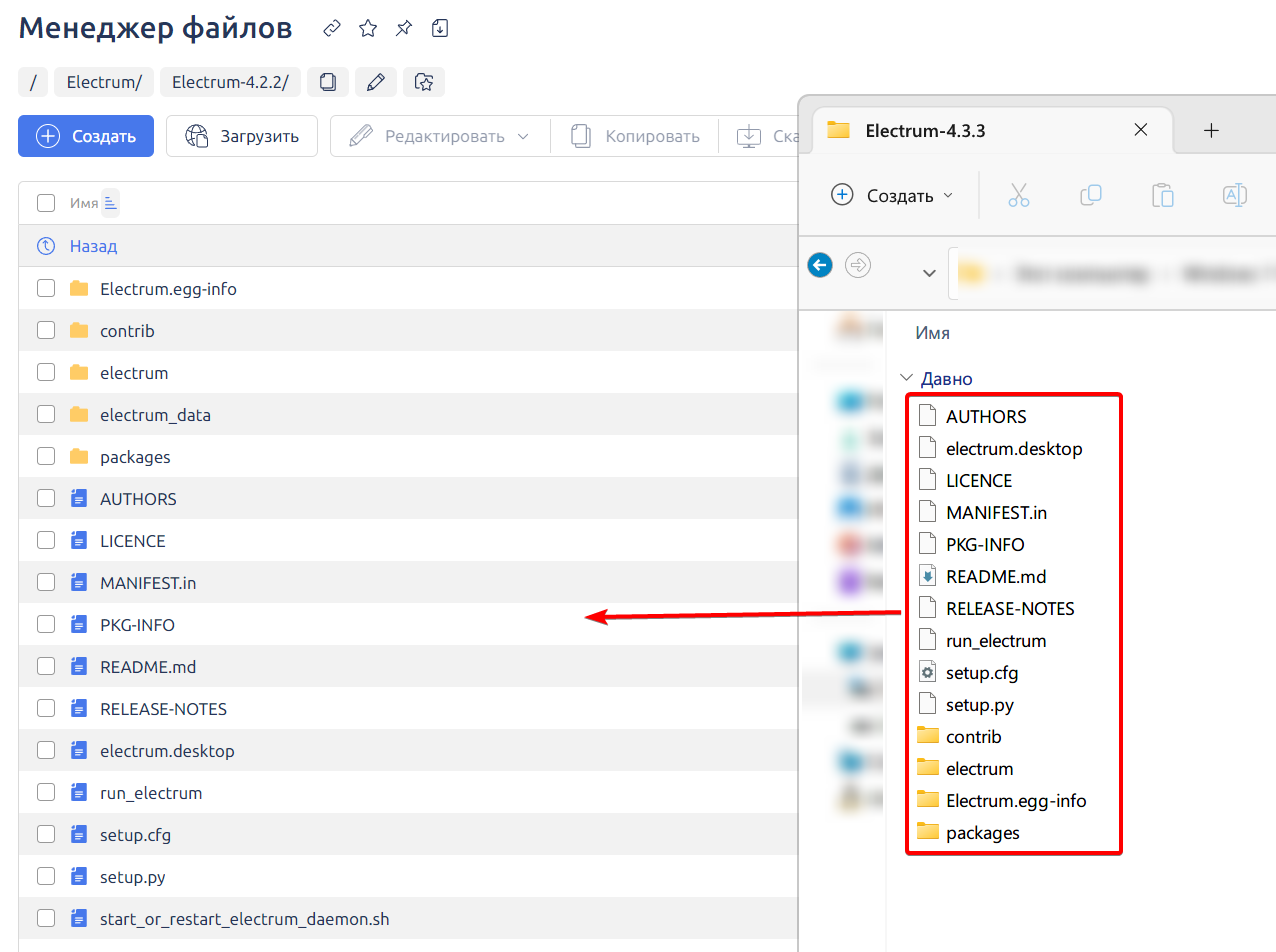 Менеджер файлов
/ Electrum/ Electrum-4.2.2/
Создать Загрузить Редактировать Копировать
Имя
Назад
Electrum.egg-info
contrib
electrum
electrum_data
packages
AUTHORS
LICENCE
MANIFEST.in
PKG-INFO
README.md
RELEASE-NOTES
electrum.desktop
run_electrum
setup.cfg
setup.py
start_or_restart_electrum_daemon.sh
Electrum-4.3.3
Создать
Имя
Давно
AUTHORS
electrum.desktop
LICENCE
MANIFEST.in
PKG-INFO
README.md
RELEASE-NOTES
run_electrum
setup.cfg
setup.py
contrib
electrum
Electrum.egg-info
packages